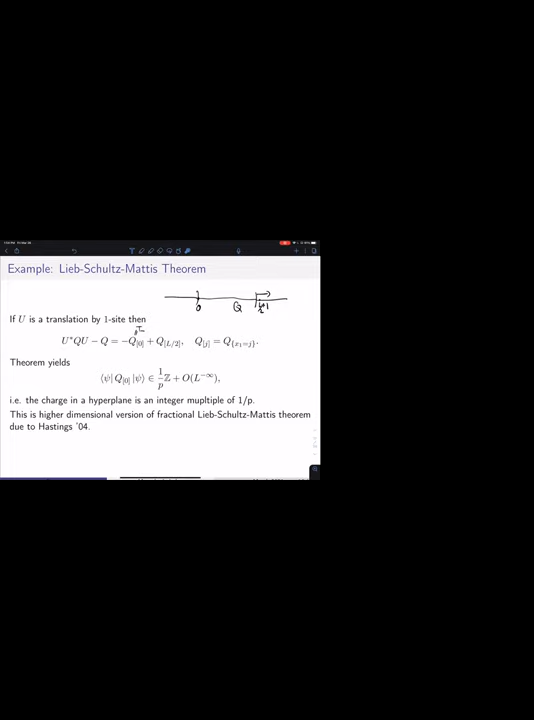 Example: Lieb-Schultz-Mattis Theorem
0 Q
If U is a translation by 1-site then
U*QU − Q = −Q_{[0]} + Q_{[L/2]}, Q_{[j]} = Q_{{x_1=j}}.
Theorem yields
⟨ψ| Q_{[0]} |ψ⟩ ∈ 1/p ℤ + O(L^{−∞}),
i.e. the charge in a hyperplane is an integer mupltiple of 1/p.
This is higher dimensional version of fractional Lieb-Schultz-Mattis theorem
due to Hastings '04.